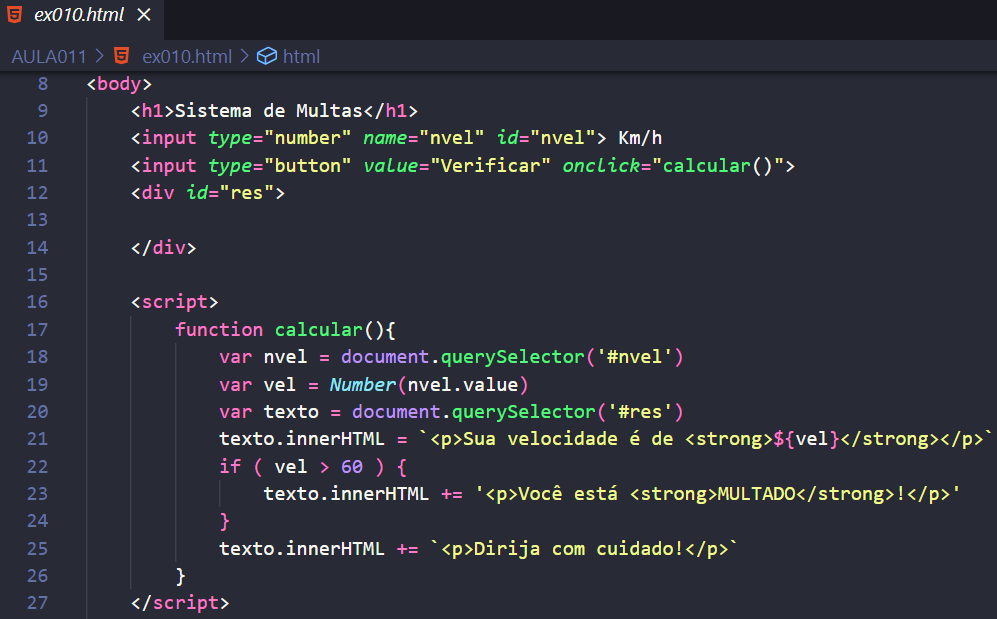 ex010.html ×
AULA011 > ex010.html > html
8 <body>
9 <h1>Sistema de Multas</h1>
10 <input type="number" name="nvel" id="nvel"> Km/h
11 <input type="button" value="Verificar" onclick="calcular()">
12 <div id="res">
13
14 </div>
15
16 <script>
17 function calcular(){
18 var nvel = document.querySelector('#nvel')
19 var vel = Number(nvel.value)
20 var texto = document.querySelector('#res')
21 texto.innerHTML = `<p>Sua velocidade é de <strong>${vel}</strong></p>`
22 if ( vel > 60 ) {
23 texto.innerHTML += '<p>Você está <strong>MULTADO</strong>!</p>'
24 }
25 texto.innerHTML += `<p>Dirija com cuidado!</p>`
26 }
27 </script>